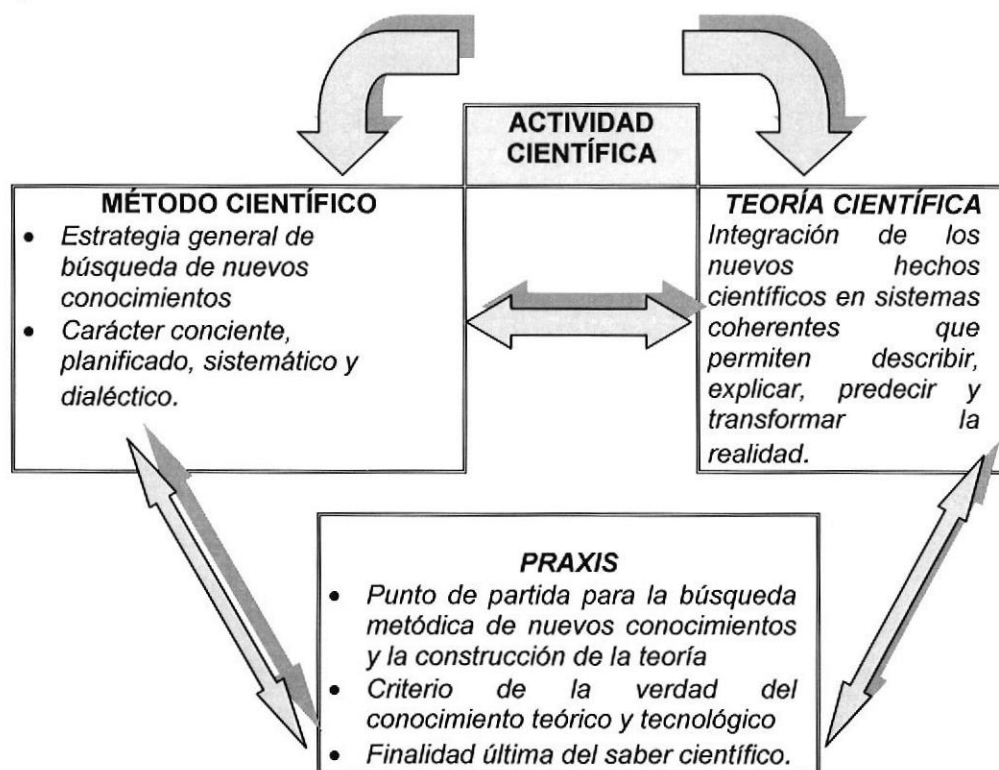 ACTIVIDAD
CIENTÍFICA
MÉTODO CIENTÍFICO
• Estrategia general de
búsqueda de nuevos
conocimientos
• Carácter conciente,
planificado, sistemático y
dialéctico.
TEORÍA CIENTÍFICA
Integración de los
nuevos hechos
científicos en sistemas
coherentes que
permiten describir,
explicar, predecir y
transformar la
realidad.
PRAXIS
• Punto de partida para la búsqueda
metódica de nuevos conocimientos
y la construcción de la teoría
• Criterio de la verdad del
conocimiento teórico y tecnológico
• Finalidad última del saber científico.